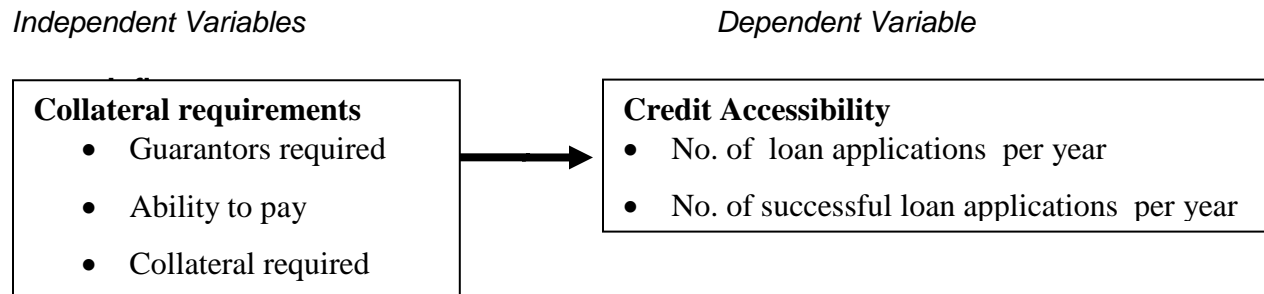 Independent Variables
Dependent Variable
Collateral requirements
• Guarantors required
• Ability to pay
• Collateral required
Credit Accessibility
• No. of loan applications per year
• No. of successful loan applications per year